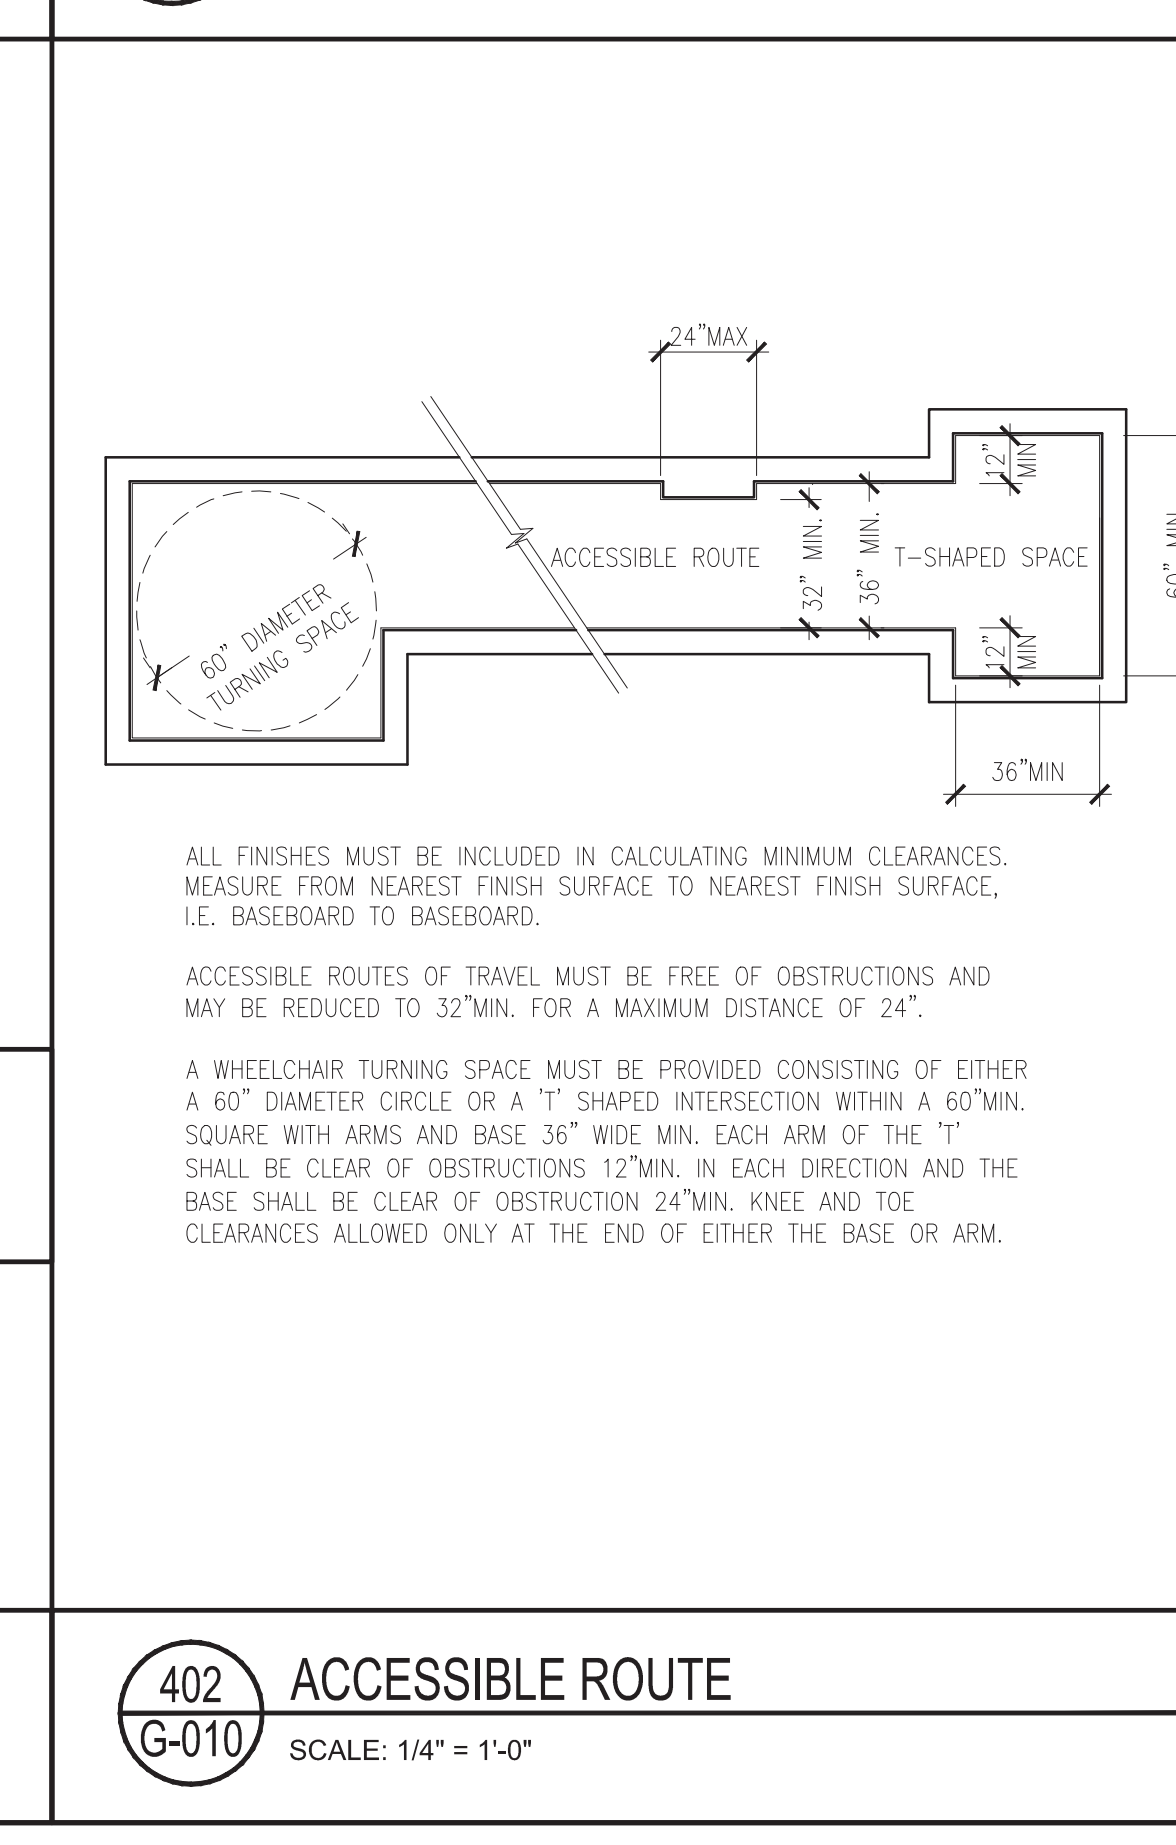 24”MAX
12”
MIN
ACCESSIBLE ROUTE
32” MIN.
36” MIN.
T-SHAPED SPACE
60” MIN
60” DIAMETER
TURNING SPACE
12”
MIN
36”MIN
ALL FINISHES MUST BE INCLUDED IN CALCULATING MINIMUM CLEARANCES.
MEASURE FROM NEAREST FINISH SURFACE TO NEAREST FINISH SURFACE,
I.E. BASEBOARD TO BASEBOARD.
ACCESSIBLE ROUTES OF TRAVEL MUST BE FREE OF OBSTRUCTIONS AND
MAY BE REDUCED TO 32”MIN. FOR A MAXIMUM DISTANCE OF 24”.
A WHEELCHAIR TURNING SPACE MUST BE PROVIDED CONSISTING OF EITHER
A 60” DIAMETER CIRCLE OR A 'T' SHAPED INTERSECTION WITHIN A 60”MIN.
SQUARE WITH ARMS AND BASE 36” WIDE MIN. EACH ARM OF THE 'T'
SHALL BE CLEAR OF OBSTRUCTIONS 12”MIN. IN EACH DIRECTION AND THE
BASE SHALL BE CLEAR OF OBSTRUCTION 24”MIN. KNEE AND TOE
CLEARANCES ALLOWED ONLY AT THE END OF EITHER THE BASE OR ARM.
402
G-010
ACCESSIBLE ROUTE
SCALE: 1/4" = 1'-0"